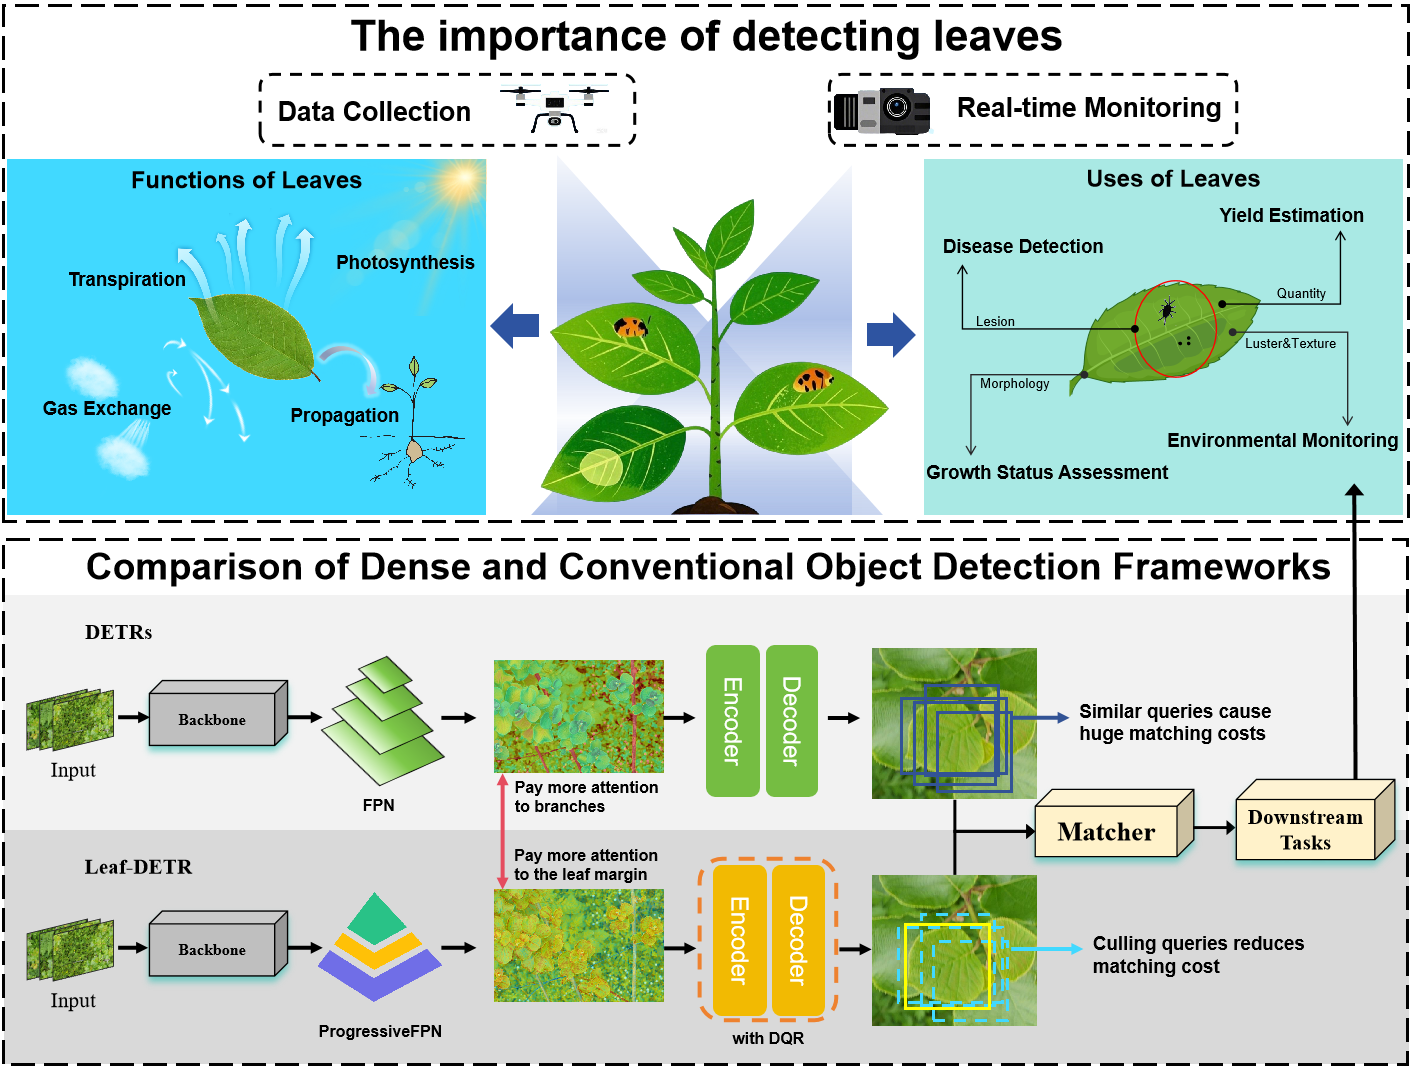 The importance of detecting leaves
Data Collection
Real-time Monitoring
Functions of Leaves
Transpiration
Photosynthesis
Gas Exchange
Propagation
Uses of Leaves
Yield Estimation
Disease Detection
Quantity
Lesion
Luster&Texture
Morphology
Environmental Monitoring
Growth Status Assessment
Comparison of Dense and Conventional Object Detection Frameworks
DETRs
Input
Backbone
FPN
Pay more attention
to branches
Encoder
Decoder
Similar queries cause
huge matching costs
Matcher
Downstream
Tasks
Leaf-DETR
Input
Backbone
ProgressiveFPN
Pay more attention
to the leaf margin
Encoder
Decoder
with DQR
Culling queries reduces
matching cost